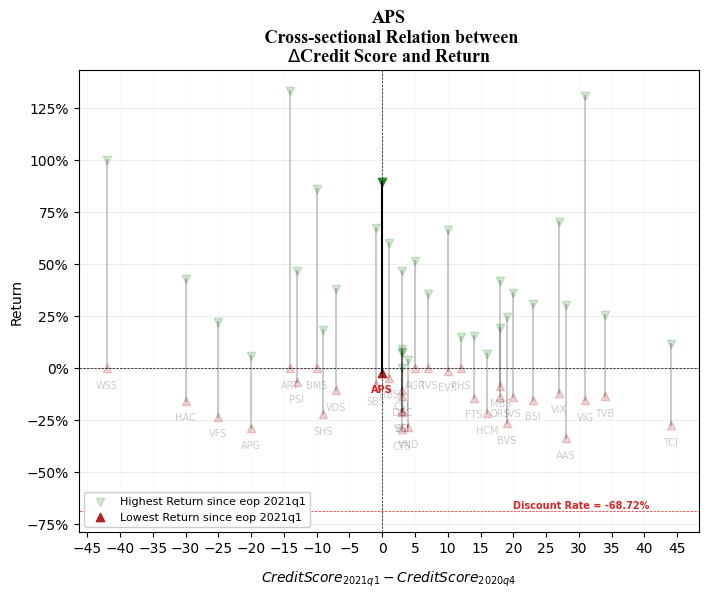 APS
Cross-sectional Relation between
ΔCredit Score and Return
Return
125%
100%
75%
50%
25%
0%
−25%
−50%
−75%
WSS
HAC
VFS
APG
PSI
BMS
SHS
VDS
APS
AGR
TVS
EVS
PHS
FTS
HCM
MBS
ORS
IVS
BVS
BSI
VIX
AAS
VIG
TVB
TCI
VND
CTS
Discount Rate = -68.72%
Highest Return since eop 2021q1
Lowest Return since eop 2021q1
−45 −40 −35 −30 −25 −20 −15 −10 −5 0 5 10 15 20 25 30 35 40 45
CreditScore2021q1 − CreditScore2020q4